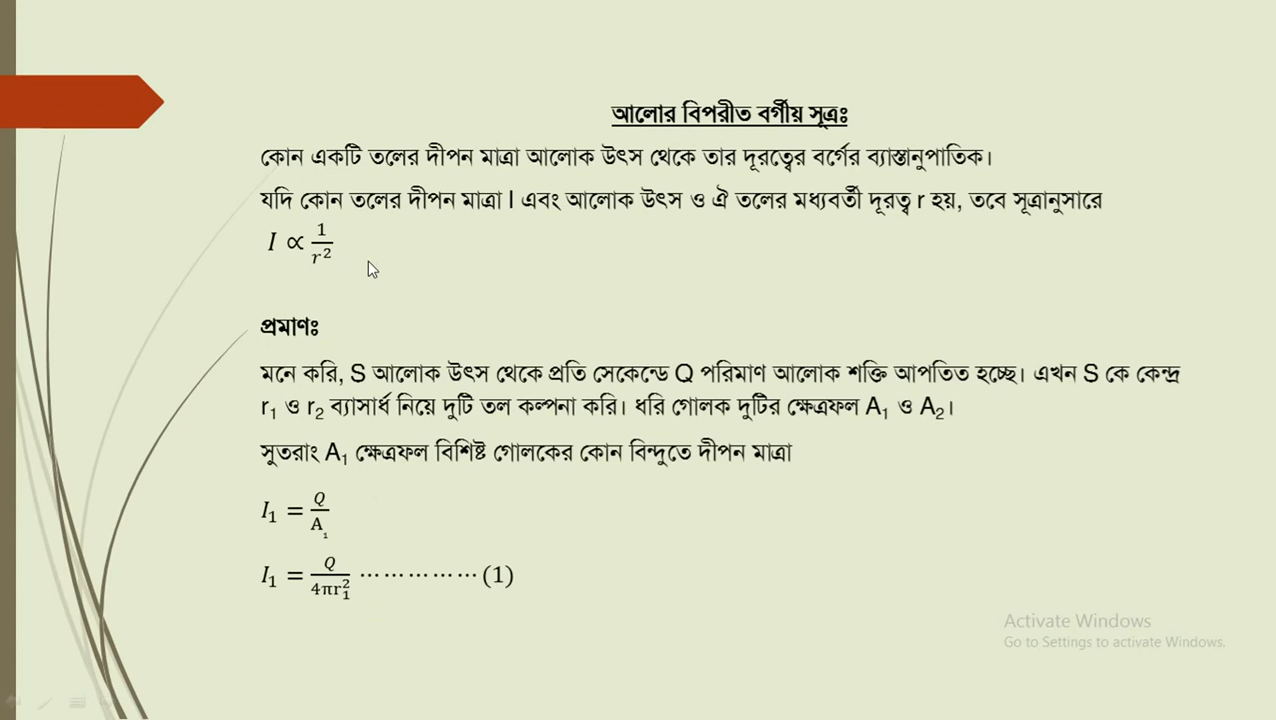 আলোর বিপরীত বর্গীয় সূত্রঃ
কোন একটি তলের দীপন মাত্রা আলোক উৎস থেকে তার দূরত্বের বর্গের ব্যাস্তানুপাতিক।
যদি কোন তলের দীপন মাত্রা I এবং আলোক উৎস ও ঐ তলের মধ্যবর্তী দূরত্ব r হয়, তবে সূত্রানুসারে
I ∝ 1/r²
প্রমাণঃ
মনে করি, S আলোক উৎস থেকে প্রতি সেকেন্ডে Q পরিমাণ আলোক শক্তি আপতিত হচ্ছে। এখন S কে কেন্দ্র
r₁ ও r₂ ব্যাসার্ধ নিয়ে দুটি তল কল্পনা করি। ধরি গোলক দুটির ক্ষেত্রফল A₁ ও A₂।
সুতরাং A₁ ক্ষেত্রফল বিশিষ্ট গোলকের কোন বিন্দুতে দীপন মাত্রা
I₁ = Q/A₁
I₁ = Q/4πr₁² ⋯⋯⋯⋯⋯ (1)
Activate Windows
Go to Settings to activate Windows.